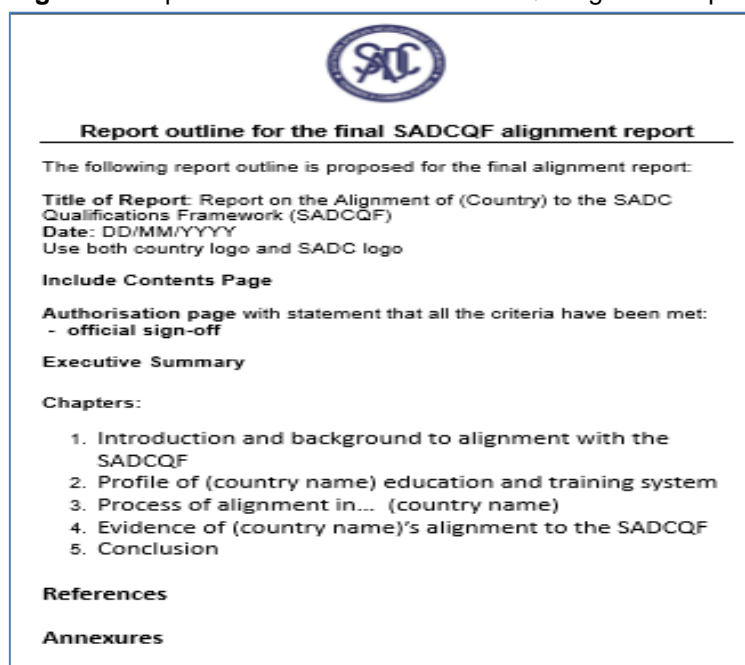 SADC
Report outline for the final SADCQF alignment report
The following report outline is proposed for the final alignment report:
Title of Report: Report on the Alignment of (Country) to the SADC
Qualifications Framework (SADCQF)
Date: DD/MM/YYYY
Use both country logo and SADC logo
Include Contents Page
Authorisation page with statement that all the criteria have been met:
- official sign-off
Executive Summary
Chapters:
1. Introduction and background to alignment with the
SADCQF
2. Profile of (country name) education and training system
3. Process of alignment in... (country name)
4. Evidence of (country name)'s alignment to the SADCQF
5. Conclusion
References
Annexures